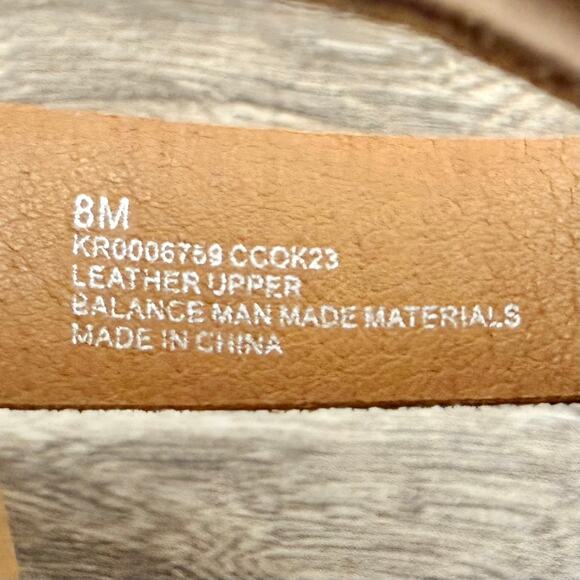 8M
KR0006759 CCOK23
LEATHER UPPER
BALANCE MAN MADE MATERIALS
MADE IN CHINA